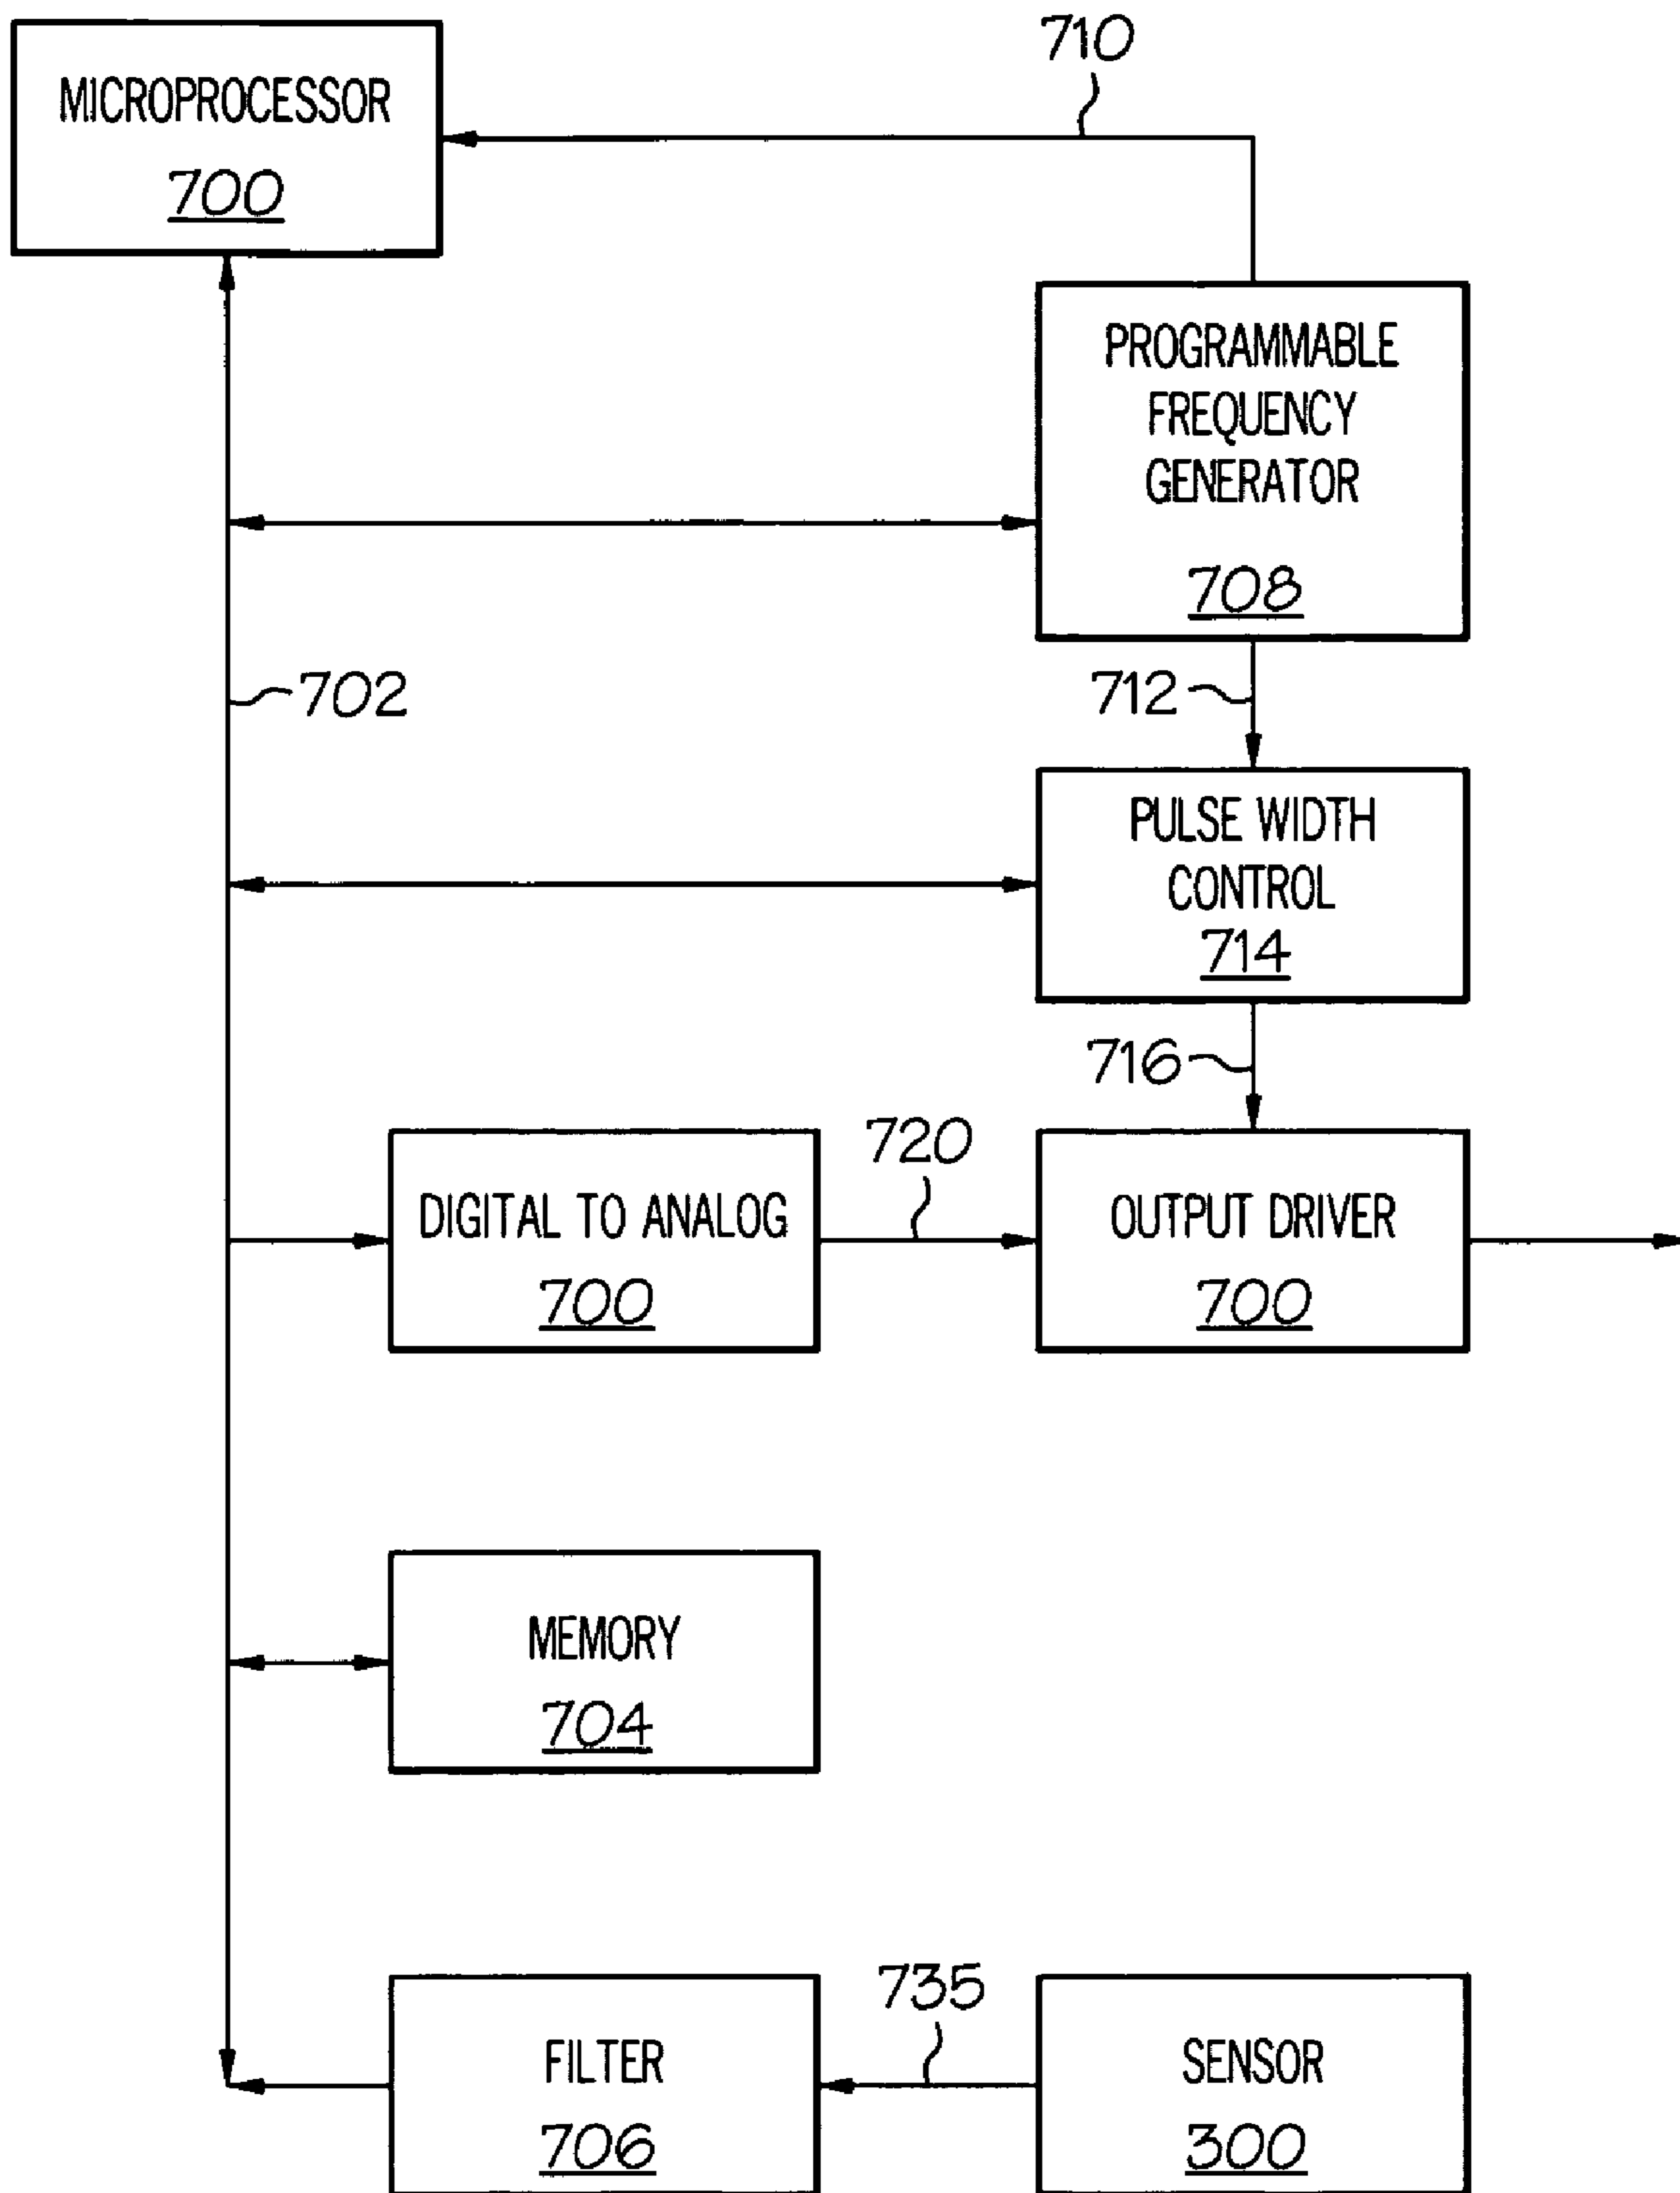 710
MICROPROCESSOR
700
PROGRAMMABLE
FREQUENCY
GENERATOR
708
702
712
PULSE WIDTH
CONTROL
714
716
720
DIGITAL TO ANALOG
700
OUTPUT DRIVER
700
MEMORY
704
735
FILTER
706
SENSOR
300